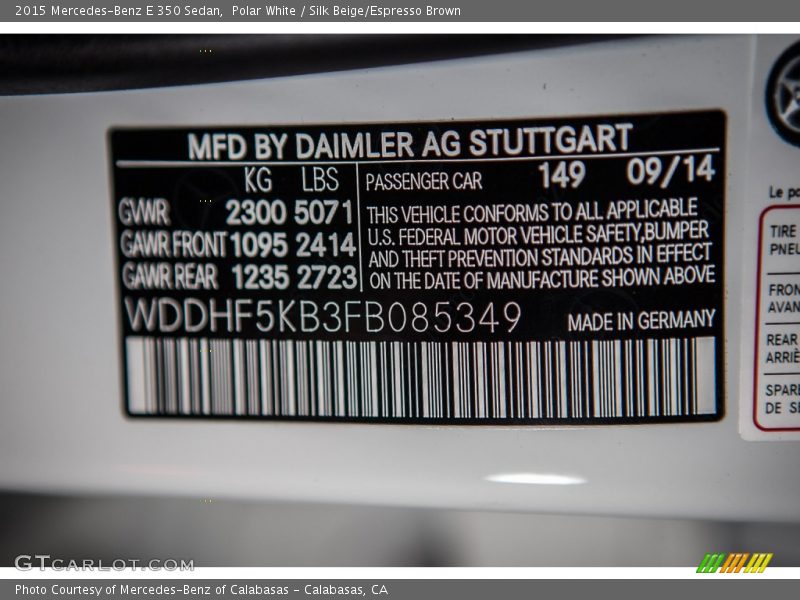 2015 Mercedes-Benz E 350 Sedan, Polar White / Silk Beige/Espresso Brown
MFD BY DAIMLER AG STUTTGART
KG LBS
GVWR 2300 5071
GAWR FRONT 1095 2414
GAWR REAR 1235 2723
PASSENGER CAR 149 09/14
THIS VEHICLE CONFORMS TO ALL APPLICABLE
U.S. FEDERAL MOTOR VEHICLE SAFETY, BUMPER
AND THEFT PREVENTION STANDARDS IN EFFECT
ON THE DATE OF MANUFACTURE SHOWN ABOVE
WDDHF5KB3FB085349 MADE IN GERMANY
Le
TIRE
FRON
AVAN
REAR
DE
GTCARLOT.COM
Photo Courtesy of Mercedes-Benz of Calabasas - Calabasas, CA